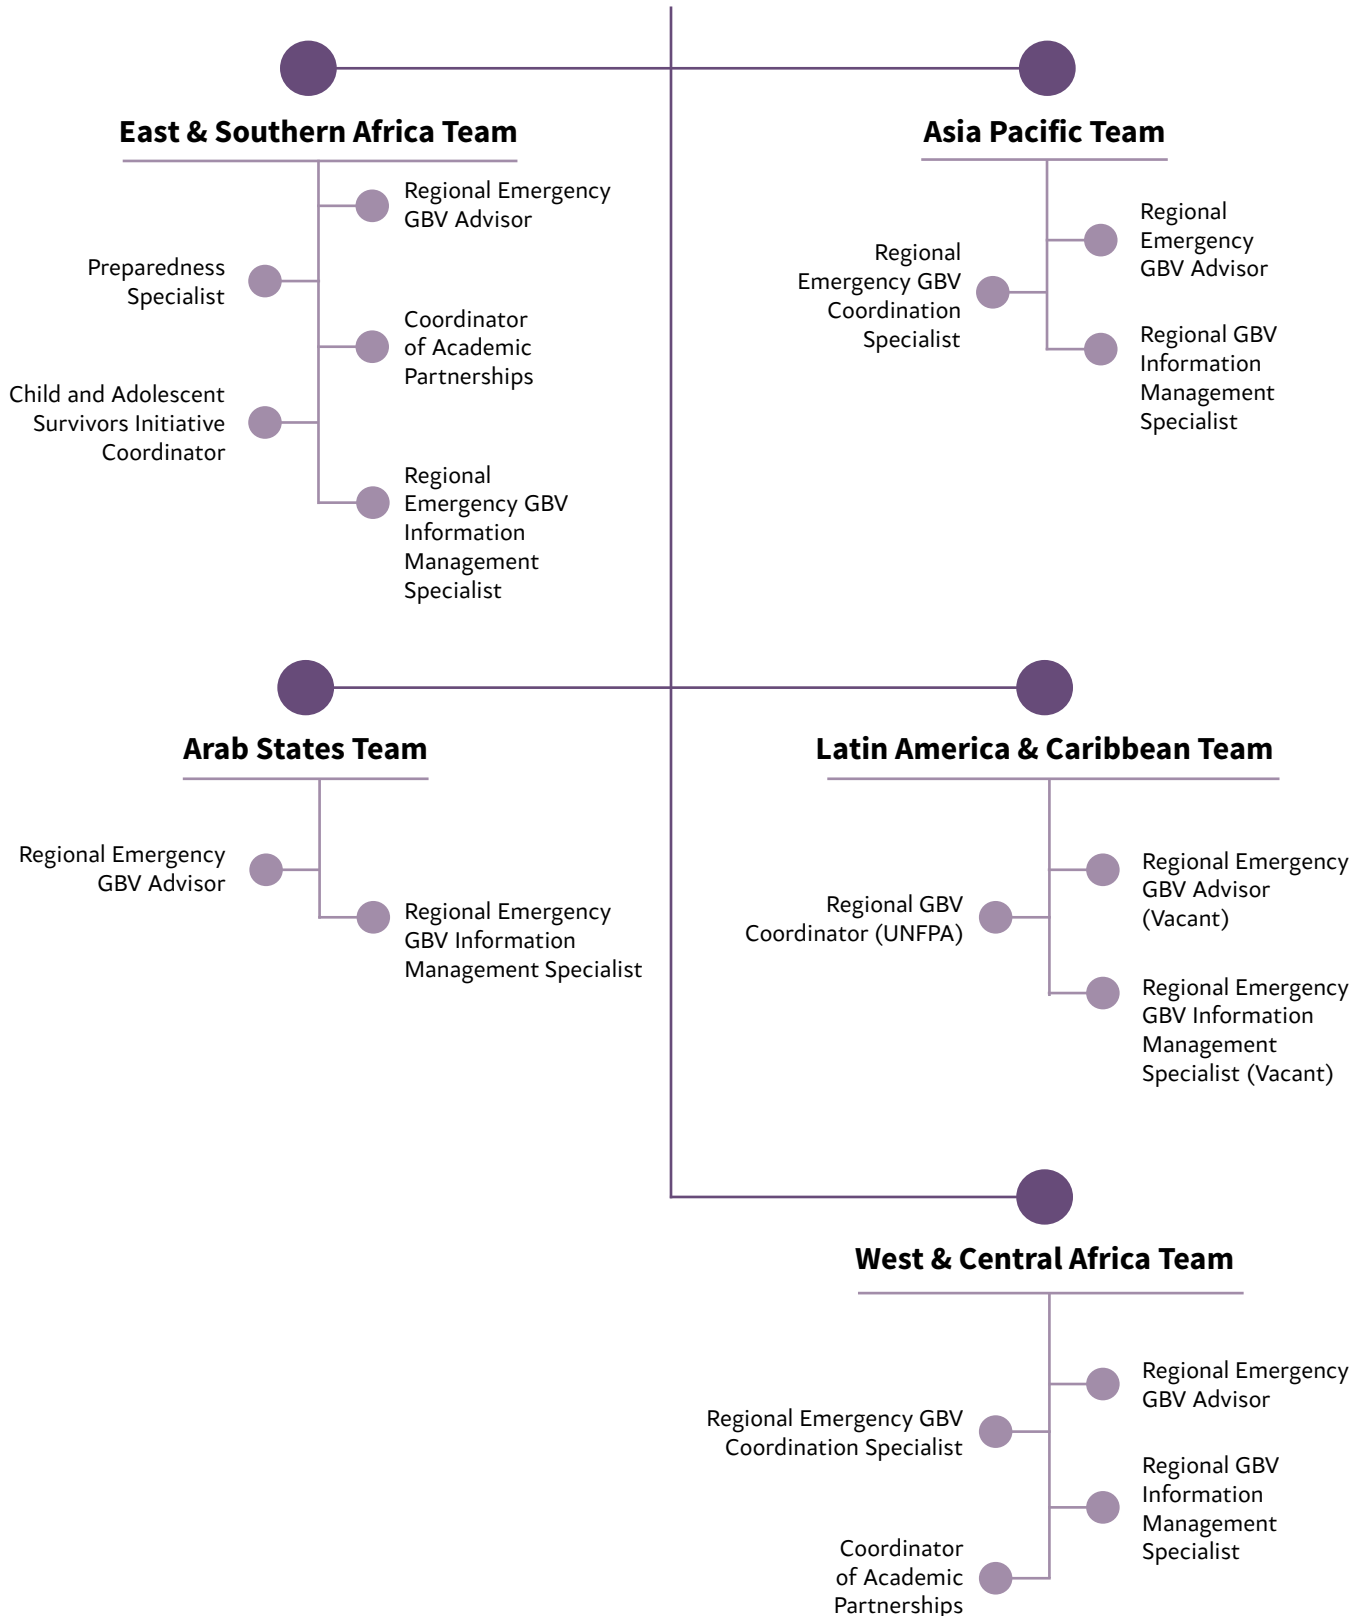 East & Southern Africa Team
Regional Emergency
GBV Advisor
Preparedness
Specialist
Coordinator
of Academic
Partnerships
Child and Adolescent
Survivors Initiative
Coordinator
Regional
Emergency GBV
Information
Management
Specialist
Asia Pacific Team
Regional
Emergency
GBV Advisor
Regional
Emergency GBV
Coordination
Specialist
Regional GBV
Information
Management
Specialist
Arab States Team
Regional Emergency
GBV Advisor
Regional Emergency
GBV Information
Management Specialist
Latin America & Caribbean Team
Regional Emergency
GBV Advisor
(Vacant)
Regional GBV
Coordinator (UNFPA)
Regional Emergency
GBV Information
Management
Specialist (Vacant)
West & Central Africa Team
Regional Emergency
GBV Advisor
Regional Emergency GBV
Coordination Specialist
Regional GBV
Information
Management
Specialist
Coordinator
of Academic
Partnerships